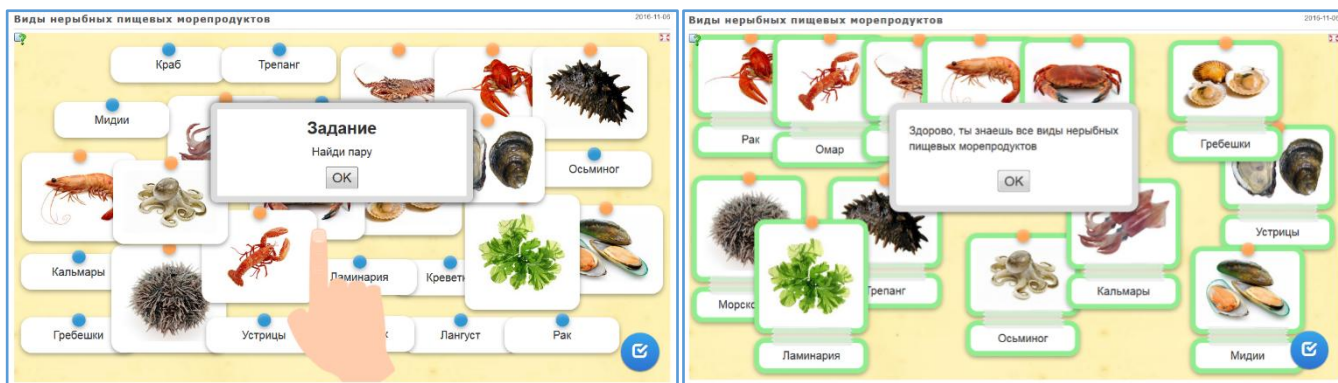 Виды нерыбных пищевых морепродуктов
2016-11-06
Краб
Трепанг
Мидии
Задание
Найди пару
OK
Осьминог
Кальмары
Ламинария
Гребешки
Устрицы
Лангуст
Рак
Виды нерыбных пищевых морепродуктов
Рак
Омар
Здорово, ты знаешь все виды нерыбных
пищевых морепродуктов
OK
Гребешки
Устрицы
Трепанг
Кальмары
Осьминог
Ламинария
Мидии